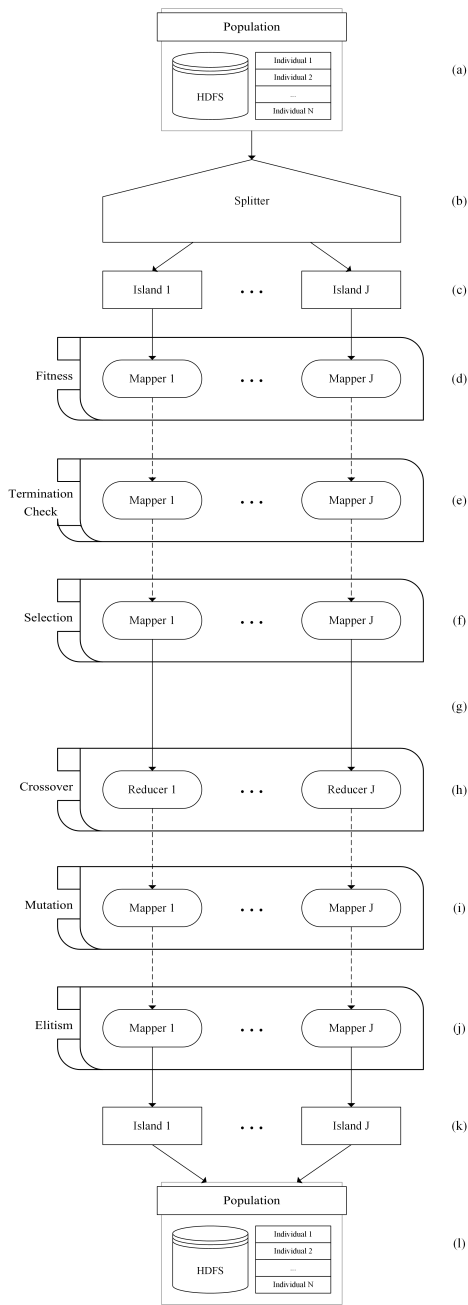 Population
HDFS
Individual 1
Individual 2
...
Individual N
(a)
Splitter
(b)
Island 1
...
Island J
(c)
Fitness
Mapper 1
...
Mapper J
(d)
Termination
Check
Mapper 1
...
Mapper J
(e)
Selection
Mapper 1
...
Mapper J
(f)
(g)
Crossover
Reducer 1
...
Reducer J
(h)
Mutation
Mapper 1
...
Mapper J
(i)
Elitism
Mapper 1
...
Mapper J
(j)
Island 1
...
Island J
(k)
Population
HDFS
Individual 1
Individual 2
...
Individual N
(l)